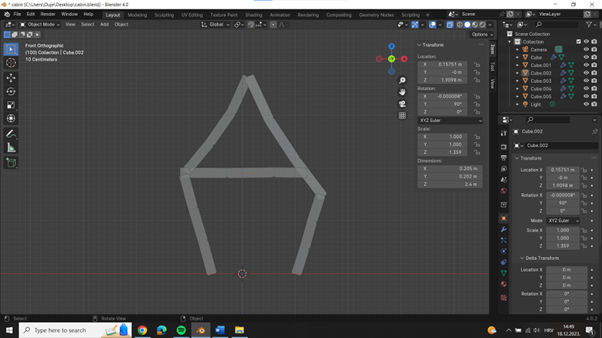 * cabin [C:\Users\Duje\Desktop\cabin.blend] - Blender 4.0
File Edit Render Window Help Layout Modeling Sculpting UV Editing Texture Paint Shading Animation Rendering Compositing Geometry Nodes Scripting + Scene ViewLayer
Object Mode View Select Add Object Global
Options
Front Orthographic
(100) Collection | Cube.002
10 Centimeters
Transform
Location:
X 0.15751 m
Y -0 m
Z 1.9098 m
Rotation:
X -0.000008°
Y 90°
Z 0°
XYZ Euler
Scale:
X 1.000
Y 1.000
Z 1.359
Dimensions:
X 0.205 m
Y 0.202 m
Z 2.4 m
Item
Tool
View
Scene Collection
Collection
Camera
Cube
Cube.001
Cube.002
Cube.003
Cube.004
Cube.005
Light
Cube.002
Cube.002
Transform
Location X 0.15751 m
Y -0 m
Z 1.9098 m
Rotation X -0.000008°
Y 90°
Z 0°
Mode XYZ Euler
Scale X 1.000
Y 1.000
Z 1.359
Delta Transform
Location X 0 m
Y 0 m
Z 0 m
Rotation X 0°
Y 0°
Z 0°
Select Rotate View Object 4.0.2
Type here to search
HRV
14:49
18.12.2023.